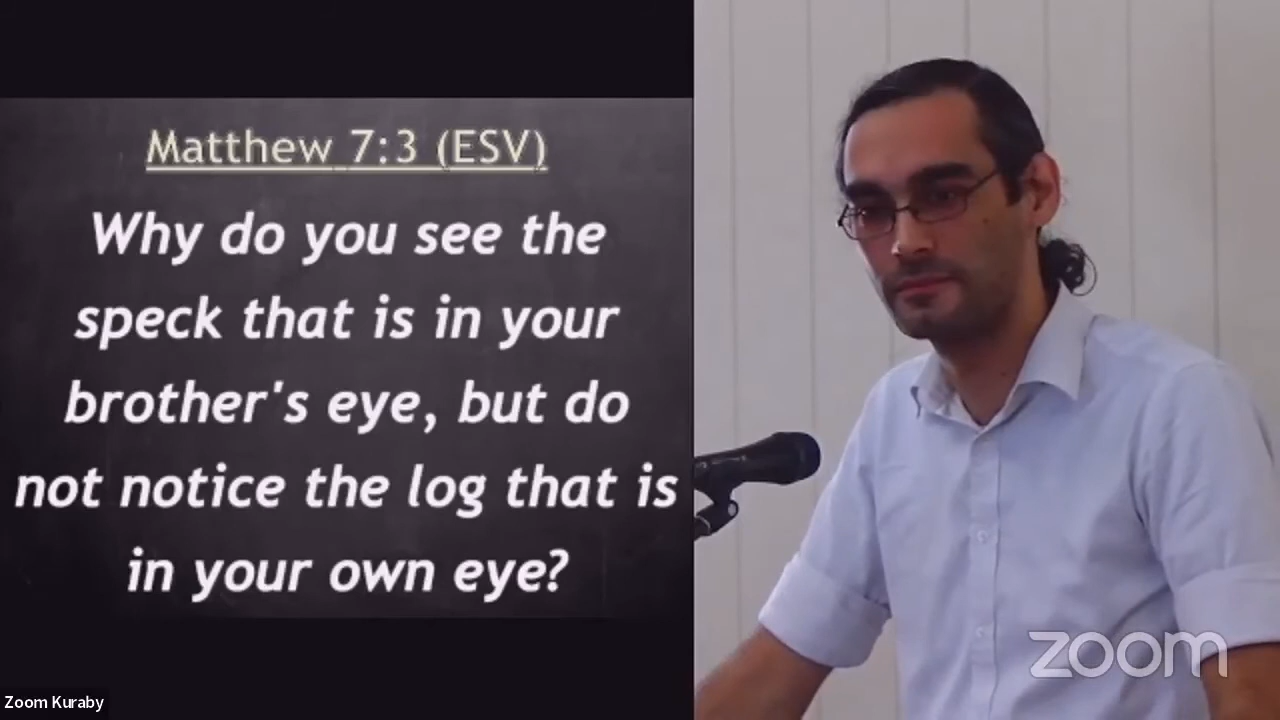 Matthew 7:3 (ESV)
Why do you see the
speck that is in your
brother's eye, but do
not notice the log that is
in your own eye?
zoom
Zoom Kuraby